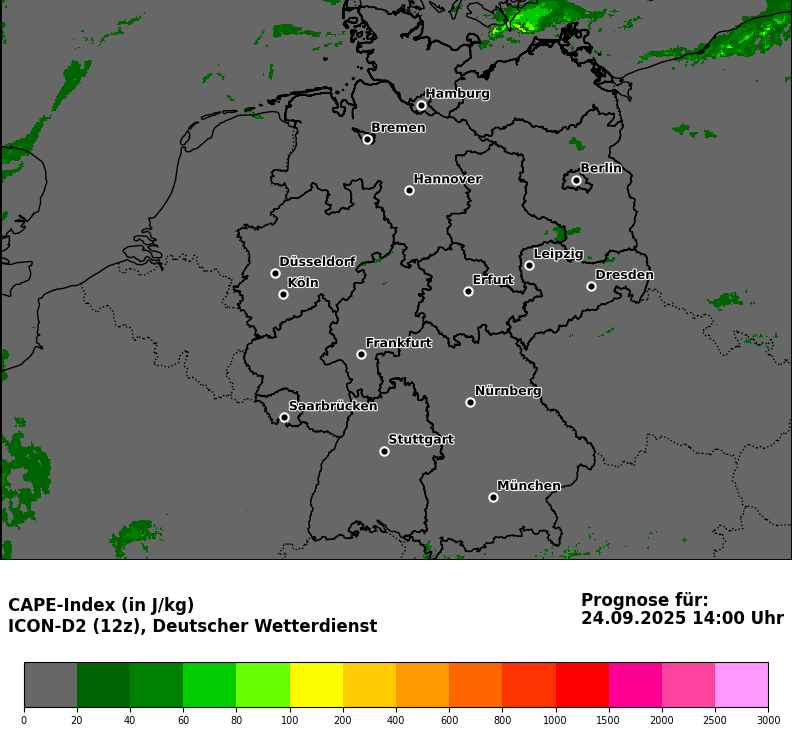 Hamburg
Bremen
Berlin
Hannover
Leipzig
Düsseldorf
Dresden
Erfurt
Köln
Frankfurt
Nürnberg
Saarbrücken
Stuttgart
München
CAPE-Index (in J/kg)
ICON-D2 (12z), Deutscher Wetterdienst
Prognose für:
24.09.2025 14:00 Uhr
0 20 40 60 80 100 200 400 600 800 1000 1500 2000 2500 3000